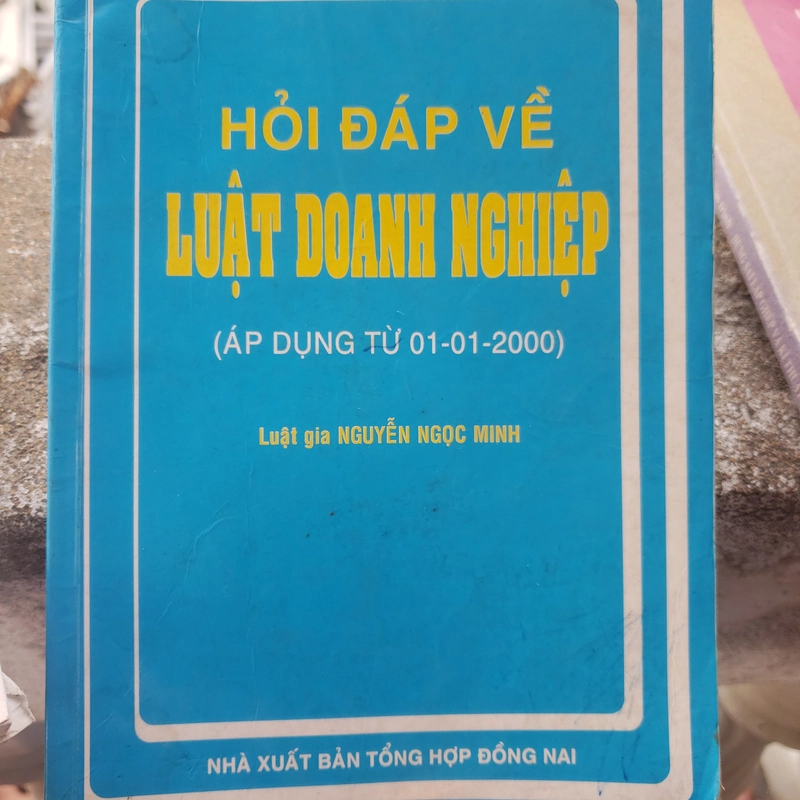 HỎI ĐÁP VỀ
LUẬT DOANH NGHIỆP
(ÁP DỤNG TỪ 01-01-2000)
Luật gia NGUYỄN NGỌC MINH
NHÀ XUẤT BẢN TỔNG HỢP ĐỒNG NAI